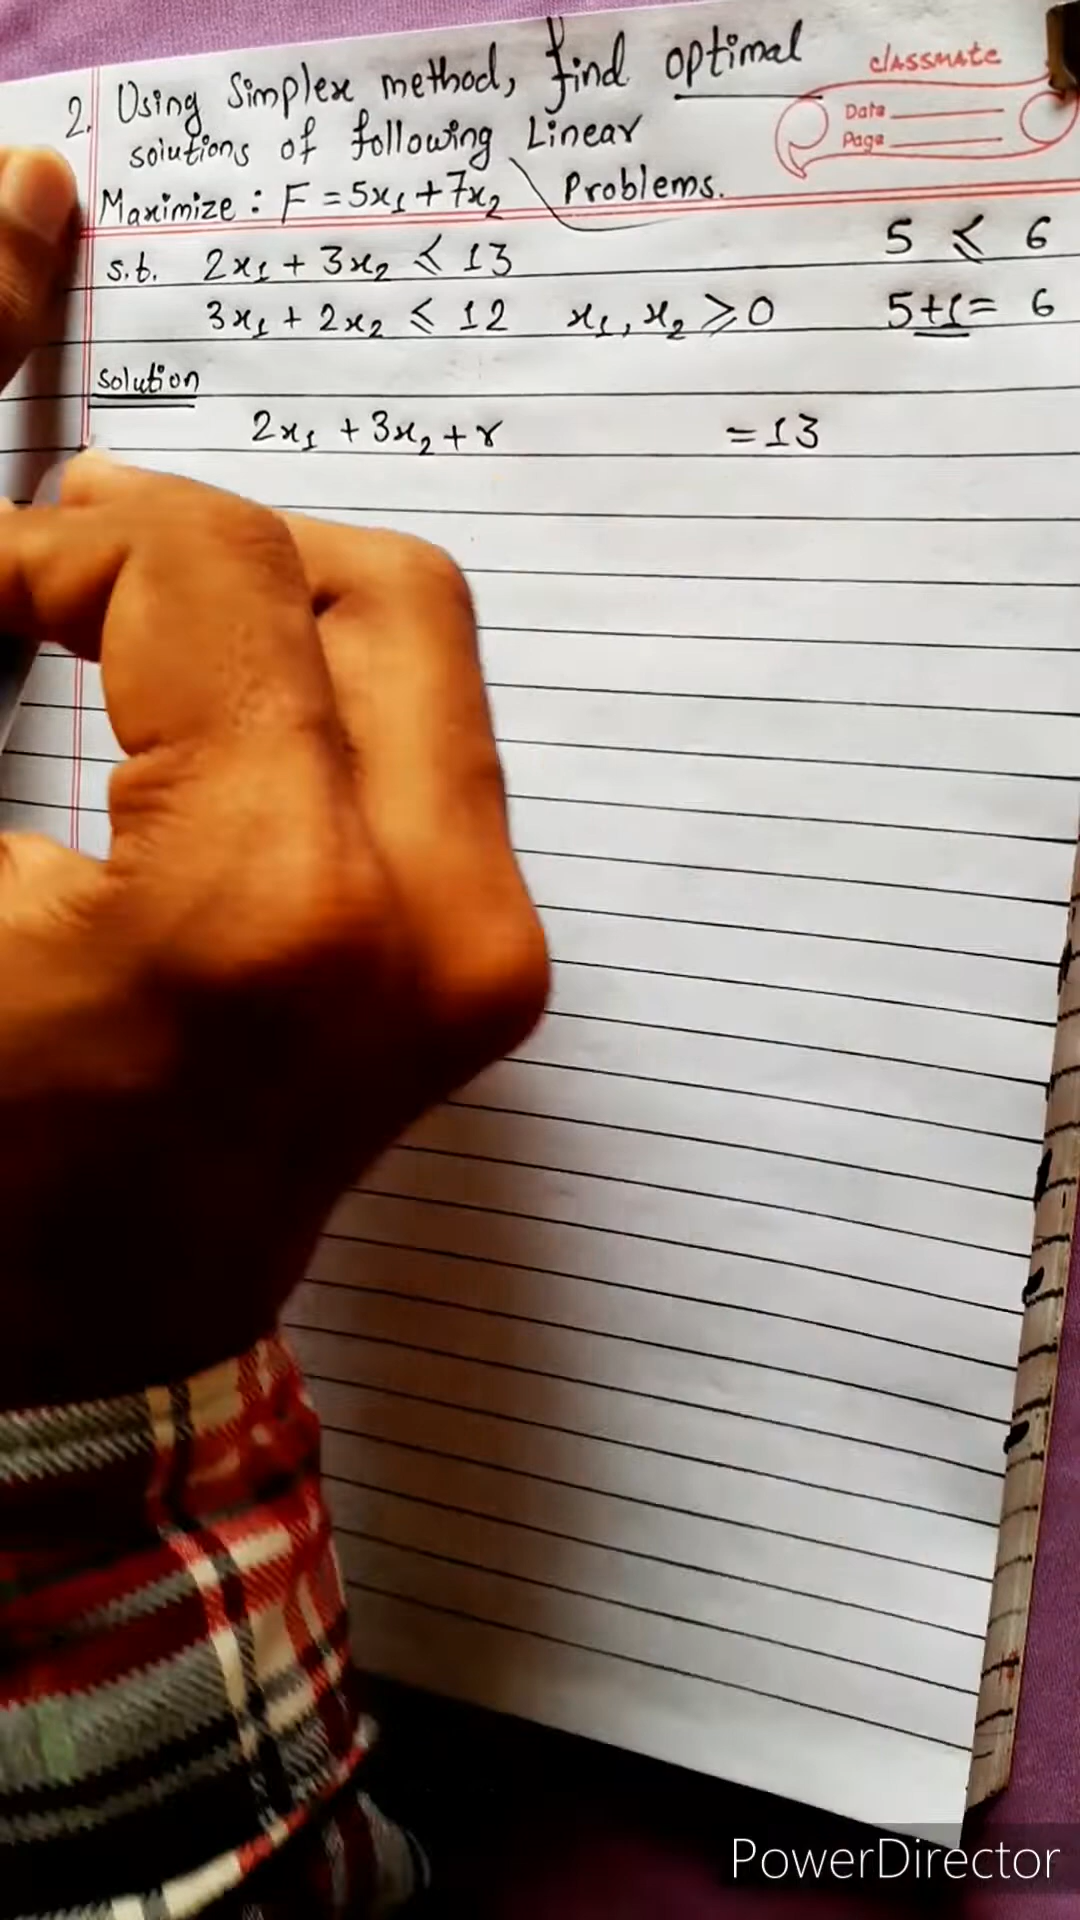 2. Using Simplex method, find optimal
solutions of following Linear
Problems.
Maximize : F = 5x₁ + 7x₂
s.t. 2x₁ + 3x₂ ≤ 13
3x₁ + 2x₂ ≤ 12 x₁, x₂ ≥ 0
5 ≤ 6
5+1 = 6
Solution
2x₁ + 3x₂ + r = 13
classmate
Date
Page
PowerDirector